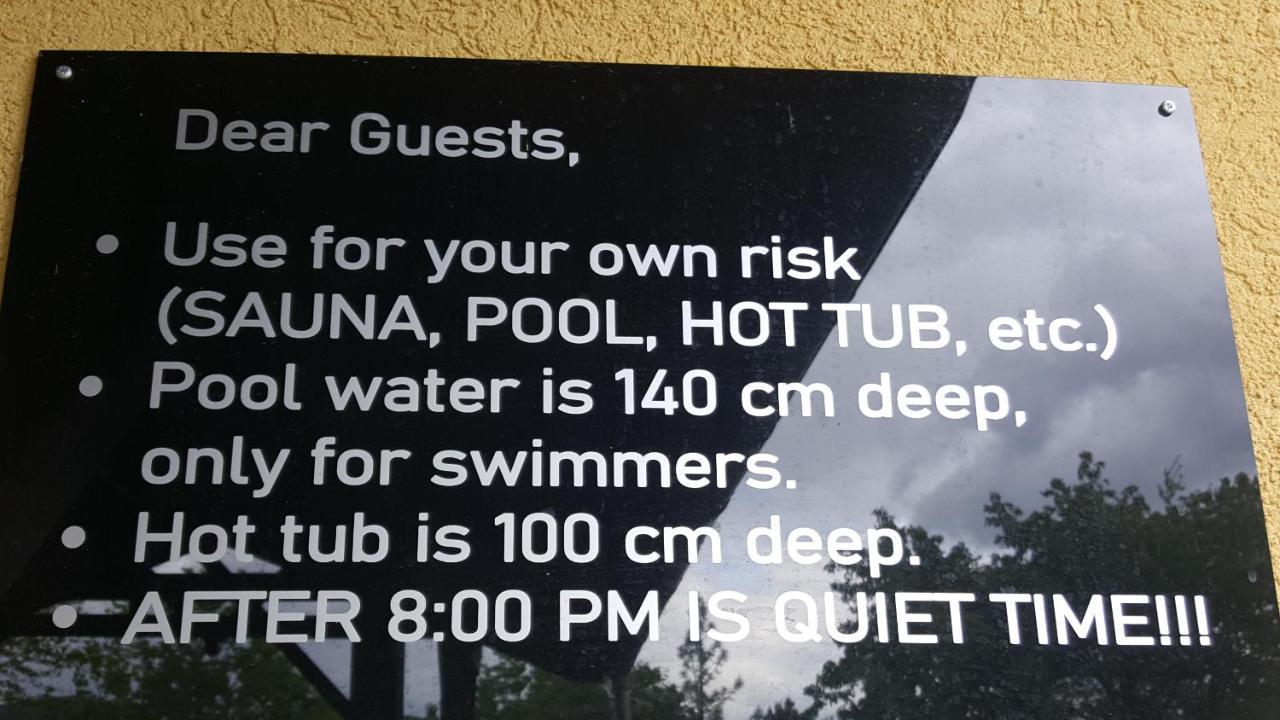 Dear Guests,
• Use for your own risk
(SAUNA, POOL, HOT TUB, etc.)
• Pool water is 140 cm deep,
only for swimmers.
• Hot tub is 100 cm deep.
• AFTER 8:00 PM IS QUIET TIME!!!